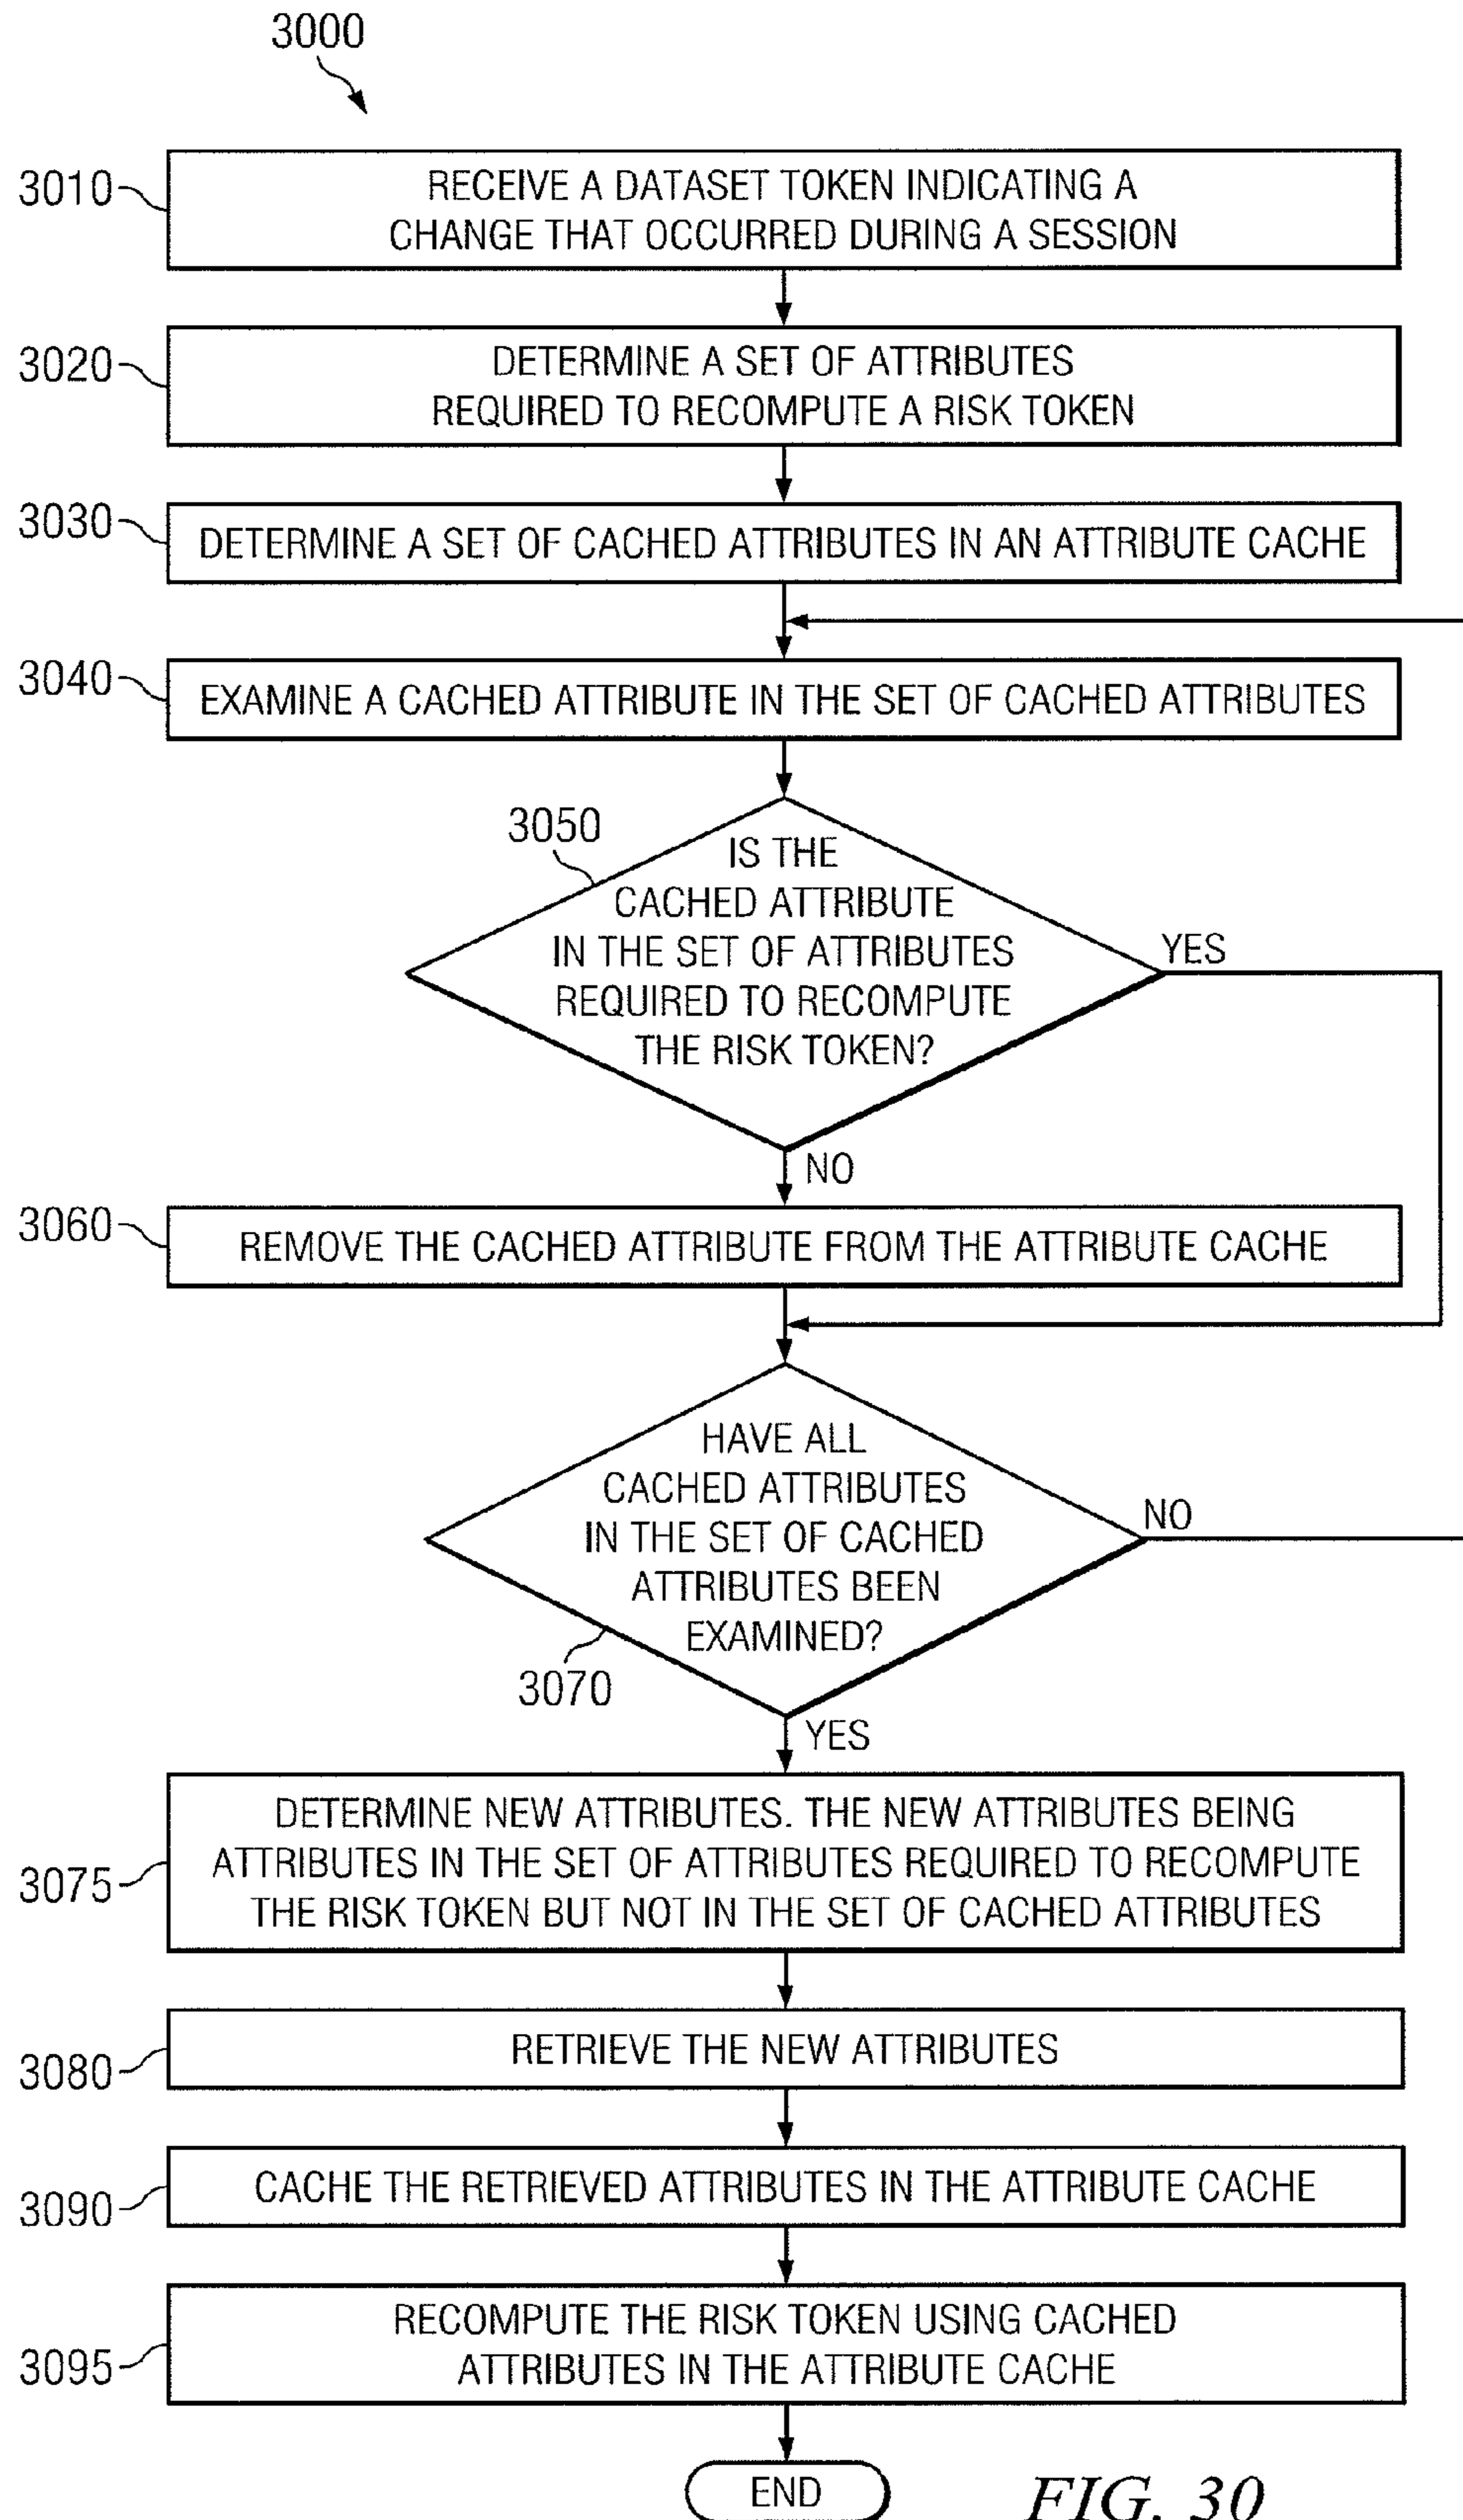 3000
3010
RECEIVE A DATASET TOKEN INDICATING A
CHANGE THAT OCCURRED DURING A SESSION
3020
DETERMINE A SET OF ATTRIBUTES
REQUIRED TO RECOMPUTE A RISK TOKEN
3030
DETERMINE A SET OF CACHED ATTRIBUTES IN AN ATTRIBUTE CACHE
3040
EXAMINE A CACHED ATTRIBUTE IN THE SET OF CACHED ATTRIBUTES
3050
IS THE
CACHED ATTRIBUTE
IN THE SET OF ATTRIBUTES
REQUIRED TO RECOMPUTE
THE RISK TOKEN?
YES
NO
3060
REMOVE THE CACHED ATTRIBUTE FROM THE ATTRIBUTE CACHE
HAVE ALL
CACHED ATTRIBUTES
IN THE SET OF CACHED
ATTRIBUTES BEEN
EXAMINED?
NO
3070
YES
3075
DETERMINE NEW ATTRIBUTES. THE NEW ATTRIBUTES BEING
ATTRIBUTES IN THE SET OF ATTRIBUTES REQUIRED TO RECOMPUTE
THE RISK TOKEN BUT NOT IN THE SET OF CACHED ATTRIBUTES
3080
RETRIEVE THE NEW ATTRIBUTES
3090
CACHE THE RETRIEVED ATTRIBUTES IN THE ATTRIBUTE CACHE
3095
RECOMPUTE THE RISK TOKEN USING CACHED
ATTRIBUTES IN THE ATTRIBUTE CACHE
END
FIG. 30